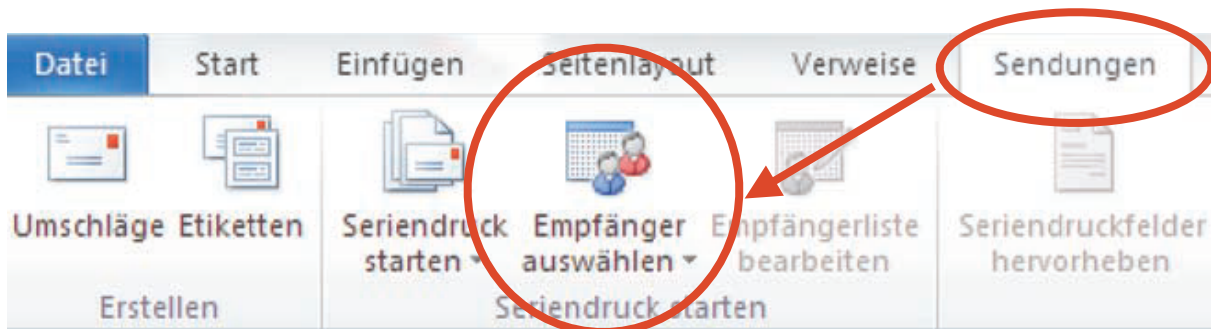 Datei Start Einfügen Seitenlayout Verweise Sendungen
Umschläge Etiketten Seriendruck Empfänger Empfängerliste Seriendruckfelder
starten auswählen bearbeiten hervorheben
Erstellen Seriendruck starten